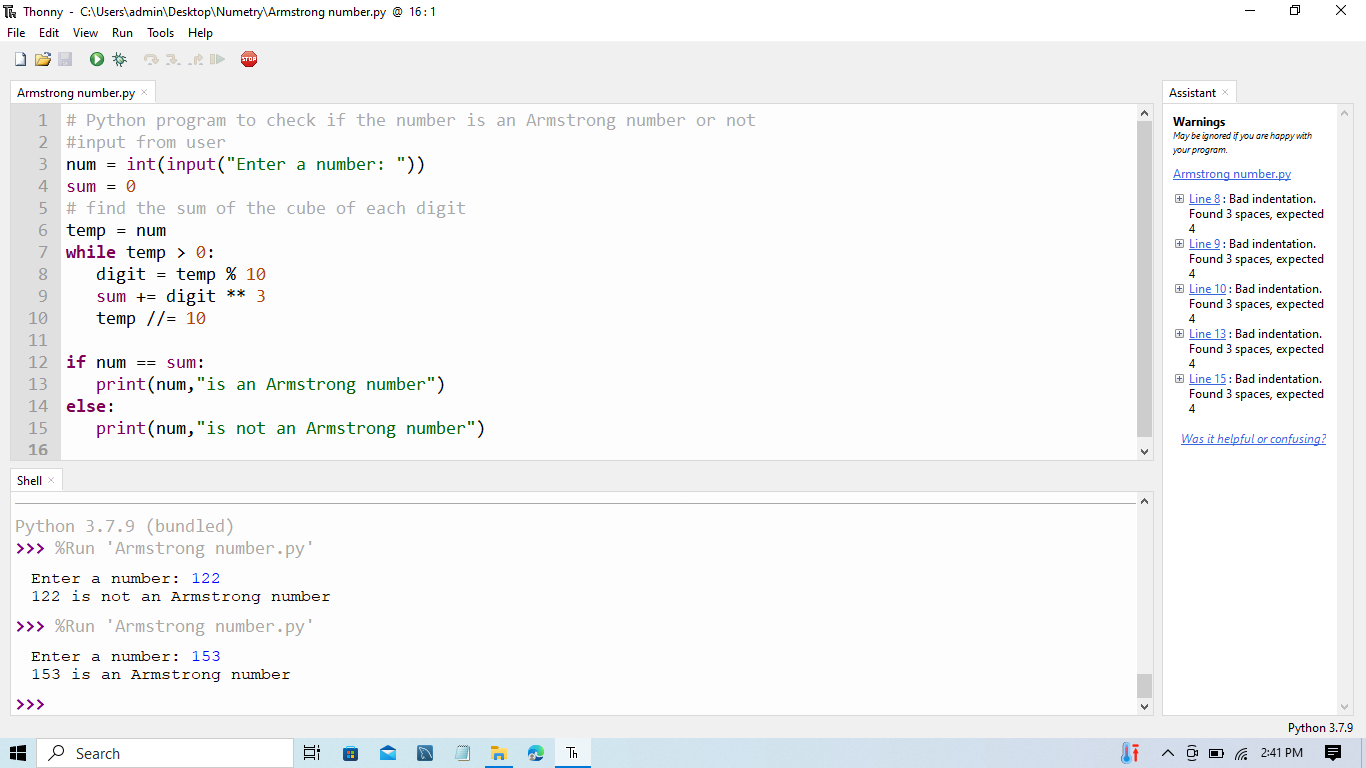 Thonny - C:\Users\admin\Desktop\Numetry\Armstrong number.py @ 16 : 1
File Edit View Run Tools Help
STOP
Armstrong number.py ×
1 # Python program to check if the number is an Armstrong number or not
2 #input from user
3 num = int(input("Enter a number: "))
4 sum = 0
5 # find the sum of the cube of each digit
6 temp = num
7 while temp > 0:
8    digit = temp % 10
9    sum += digit ** 3
10    temp //= 10
11
12 if num == sum:
13    print(num,"is an Armstrong number")
14 else:
15    print(num,"is not an Armstrong number")
16
Shell ×
Python 3.7.9 (bundled)
>>> %Run 'Armstrong number.py'
Enter a number: 122
122 is not an Armstrong number
>>> %Run 'Armstrong number.py'
Enter a number: 153
153 is an Armstrong number
>>>
Assistant ×
Warnings
May be ignored if you are happy with
your program.
Armstrong number.py
Line 8 : Bad indentation.
Found 3 spaces, expected
4
Line 9 : Bad indentation.
Found 3 spaces, expected
4
Line 10 : Bad indentation.
Found 3 spaces, expected
4
Line 13 : Bad indentation.
Found 3 spaces, expected
4
Line 15 : Bad indentation.
Found 3 spaces, expected
4
Was it helpful or confusing?
Python 3.7.9
Search
Th
2:41 PM